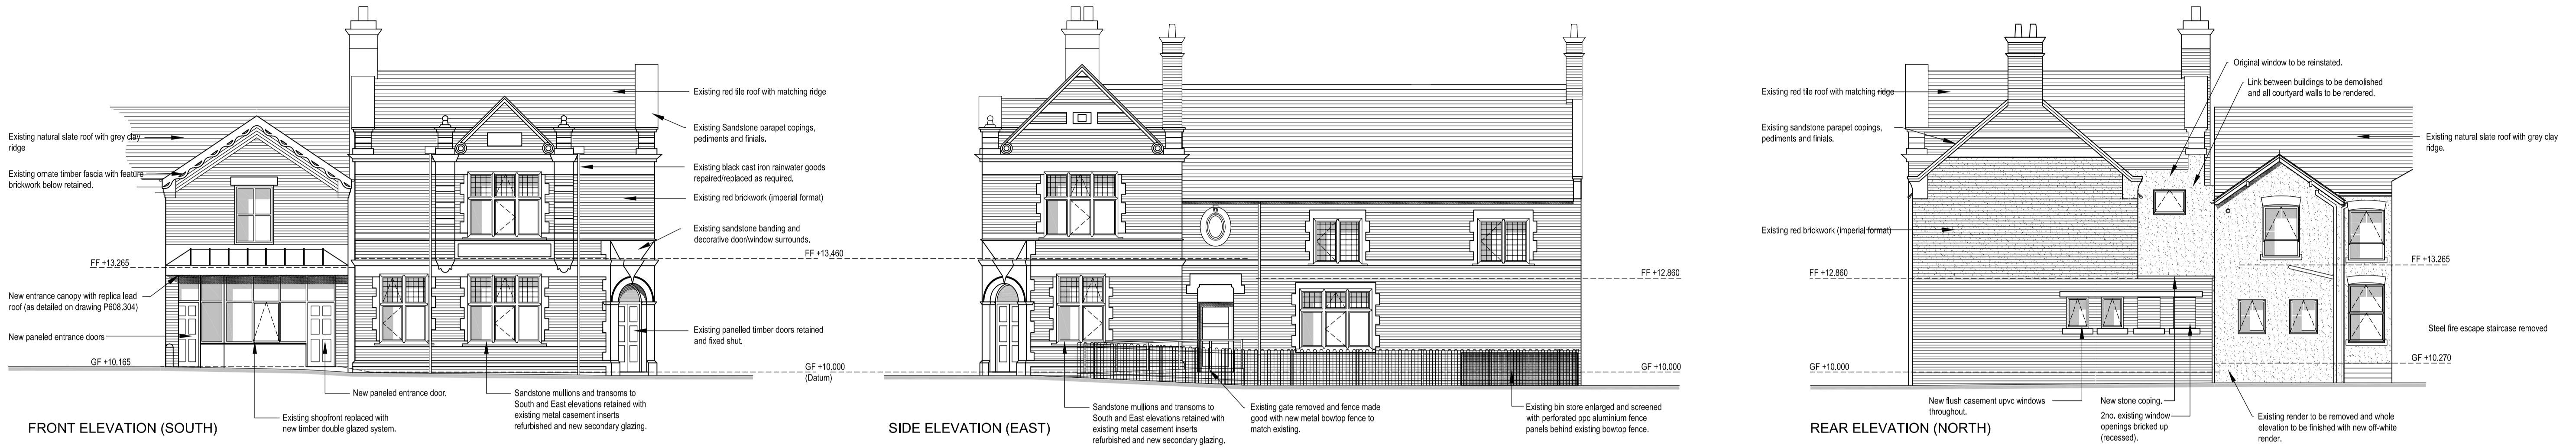 Existing natural slate roof with grey clay
ridge
Existing ornate timber fascia with feature
brickwork below retained.
FF +13,265
New entrance canopy with replica lead
roof (as detailed on drawing P608,304)
New paneled entrance doors
GF +10,165
FRONT ELEVATION (SOUTH)
Existing shopfront replaced with
new timber double glazed system.
New paneled entrance door.
Sandstone mullions and transoms to
South and East elevations retained with
existing metal casement inserts
refurbished and new secondary glazing.
Existing red tile roof with matching ridge
Existing Sandstone parapet copings,
pediments and finials.
Existing black cast iron rainwater goods
repaired/replaced as required.
Existing red brickwork (imperial format)
Existing sandstone banding and
decorative door/window surrounds.
FF +13,460
Existing panelled timber doors retained
and fixed shut.
GF +10,000
(Datum)
SIDE ELEVATION (EAST)
Sandstone mullions and transoms to
South and East elevations retained with
existing metal casement inserts
refurbished and new secondary glazing.
Existing gate removed and fence made
good with new metal bowtop fence to
match existing.
Existing bin store enlarged and screened
with perforated ppc aluminium fence
panels behind existing bowtop fence.
FF +12,860
GF +10,000
Existing red tile roof with matching ridge
Existing sandstone parapet copings,
pediments and finials.
Existing red brickwork (imperial format)
FF +12,860
GF +10,000
REAR ELEVATION (NORTH)
Original window to be reinstated.
Link between buildings to be demolished
and all courtyard walls to be rendered.
Existing natural slate roof with grey clay
ridge.
FF +13,265
Steel fire escape staircase removed
GF +10,270
New flush casement upvc windows
throughout.
New stone coping.
2no. existing window
openings bricked up
(recessed).
Existing render to be removed and whole
elevation to be finished with new off-white
render.